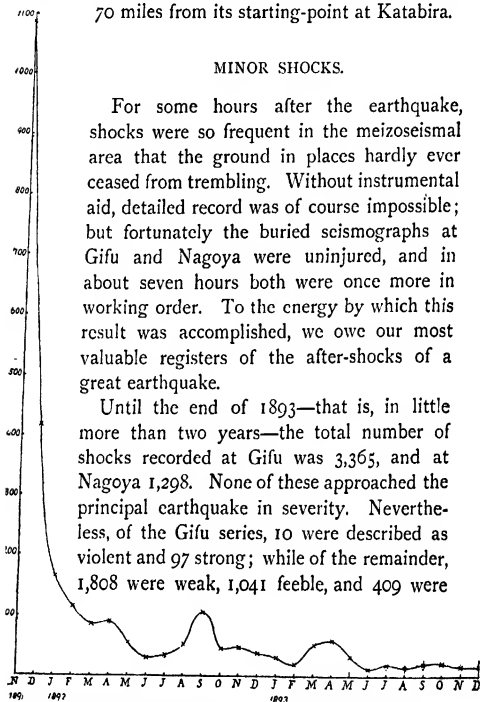 70 miles from its starting-point at Katabira.
MINOR SHOCKS.
For some hours after the earthquake,
shocks were so frequent in the meizoseismal
area that the ground in places hardly ever
ceased from trembling. Without instrumental
aid, detailed record was of course impossible;
but fortunately the buried seismographs at
Gifu and Nagoya were uninjured, and in
about seven hours both were once more in
working order. To the energy by which this
result was accomplished, we owe our most
valuable registers of the after-shocks of a
great earthquake.
Until the end of 1893—that is, in little
more than two years—the total number of
shocks recorded at Gifu was 3,365, and at
Nagoya 1,298. None of these approached the
principal earthquake in severity. Neverthe-
less, of the Gifu series, 10 were described as
violent and 97 strong; while of the remainder,
1,808 were weak, 1,041 feeble, and 409 were
1100
1000
900
800
700
600
500
400
300
200
00
N D J F M A M J J A S O N D J F M A M J J A S O N D
1891 1892 1893